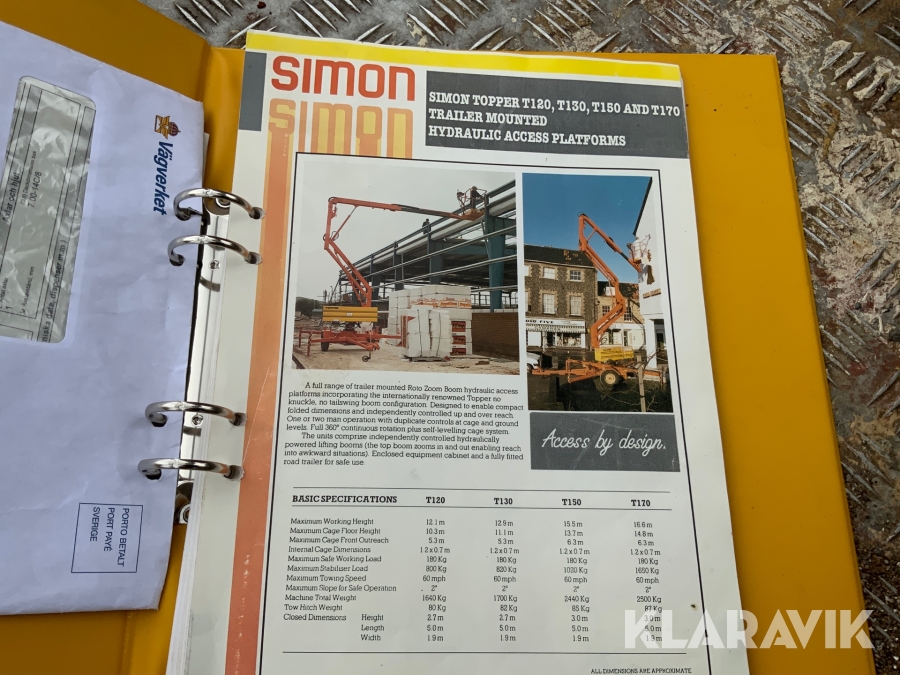 Vägverket
PORTO BETALT
PORT PAYÉ
SVERIGE
SIMON
SIMON
SIMON TOPPER T120, T130, T150 AND T170
TRAILER MOUNTED
HYDRAULIC ACCESS PLATFORMS
A full range of trailer mounted Roto Zoom Boom hydraulic access
platforms incorporating the internationally renowned Topper no
knuckle, no tailswing boom configuration. Designed to enable compact
folded dimensions and independently controlled up and over reach.
One or two man operation with duplicate controls at cage and ground
levels. Full 360° continuous rotation plus self-levelling cage system.
The units comprise independently controlled hydraulically
powered lifting booms (the top boom zooms in and out enabling reach
into awkward situations). Enclosed equipment cabinet and a fully fitted
road trailer for safe use.
Access by design.
BASIC SPECIFICATIONS T120 T130 T150 T170
Maximum Working Height 12.1 m 12.9 m 15.5 m 16.6 m
Maximum Cage Floor Height 10.3 m 11.1 m 13.7 m 14.8 m
Maximum Cage Front Outreach 5.3 m 5.3 m 6.3 m 6.3 m
Internal Cage Dimensions 1.2 x 0.7 m 1.2 x 0.7 m 1.2 x 0.7 m 1.2 x 0.7 m
Maximum Safe Working Load 180 Kg 180 Kg 180 Kg 180 Kg
Maximum Stabiliser Load 800 Kg 820 Kg 1020 Kg 1650 Kg
Maximum Towing Speed 60 mph 60 mph 60 mph 60 mph
Maximum Slope for Safe Operation 2° 2° 2° 2°
Machine Total Weight 1640 Kg 1700 Kg 2440 Kg 2500 Kg
Tow Hitch Weight 80 Kg 82 Kg 85 Kg 87 Kg
Closed Dimensions Height 2.7 m 2.7 m 3.0 m 3.0 m
Length 5.0 m 5.0 m 5.0 m 5.0 m
Width 1.9 m 1.9 m 1.9 m 1.9 m
ALL DIMENSIONS ARE APPROXIMATE
KLARAVIK